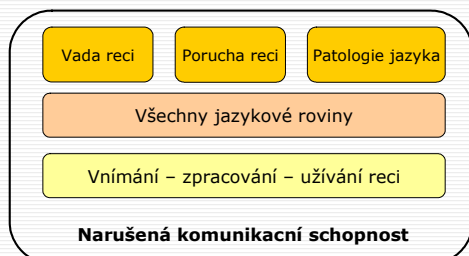 Vada reci
Porucha reci
Patologie jazyka
Všechny jazykové roviny
Vnímání – zpracování – užívání reci
Narušená komunikacní schopnost